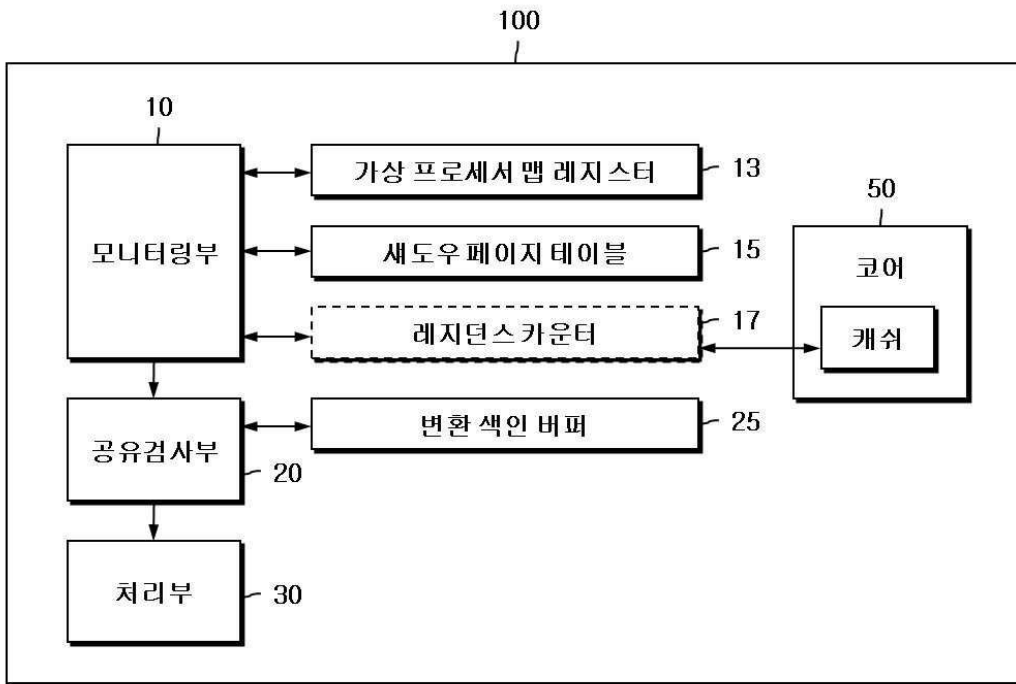 100
10
모니터링부
가상 프로세서 맵 레지스터
13
섀도우 페이지 테이블
15
레지던스 카운터
17
50
코어
캐쉬
공유검사부
20
변환 색인 버퍼
25
처리부
30